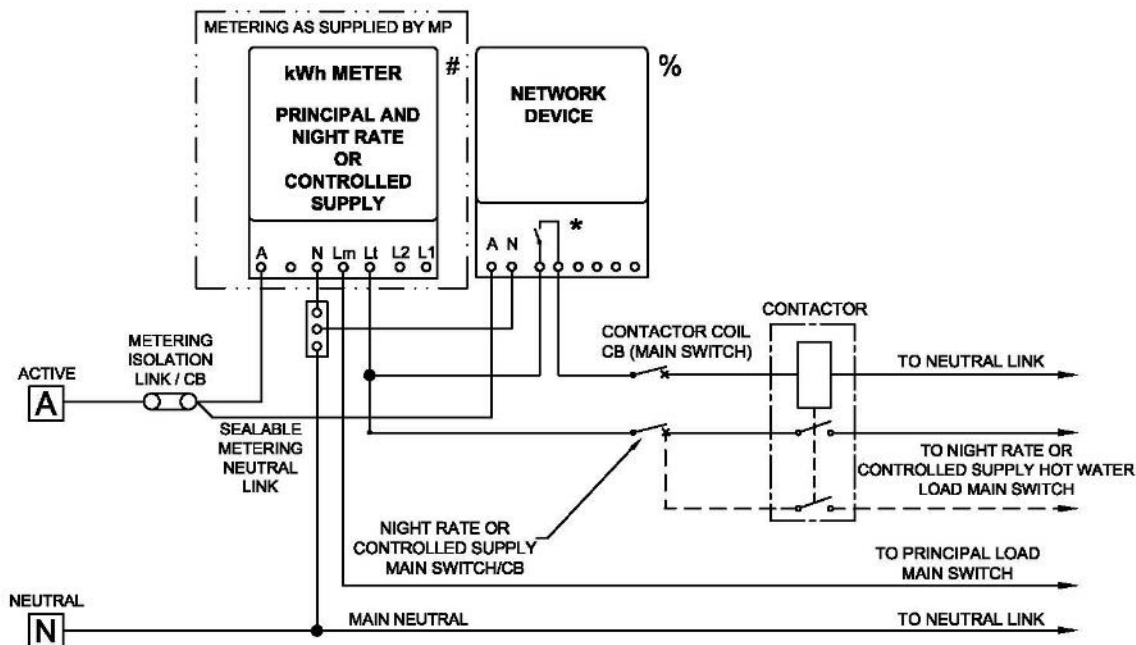 METERING AS SUPPLIED BY MP
kWh METER
#
PRINCIPAL AND
NIGHT RATE
OR
CONTROLLED
SUPPLY
NETWORK
DEVICE
%
*
A N Lm Lt L2 L1
A N
METERING
ISOLATION
LINK / CB
ACTIVE
A
SEALABLE
METERING
NEUTRAL
LINK
CONTACTOR COIL
CB (MAIN SWITCH)
CONTACTOR
TO NEUTRAL LINK
TO NIGHT RATE OR
CONTROLLED SUPPLY HOT WATER
LOAD MAIN SWITCH
NIGHT RATE OR
CONTROLLED SUPPLY
MAIN SWITCH/CB
TO PRINCIPAL LOAD
MAIN SWITCH
NEUTRAL
N
MAIN NEUTRAL
TO NEUTRAL LINK